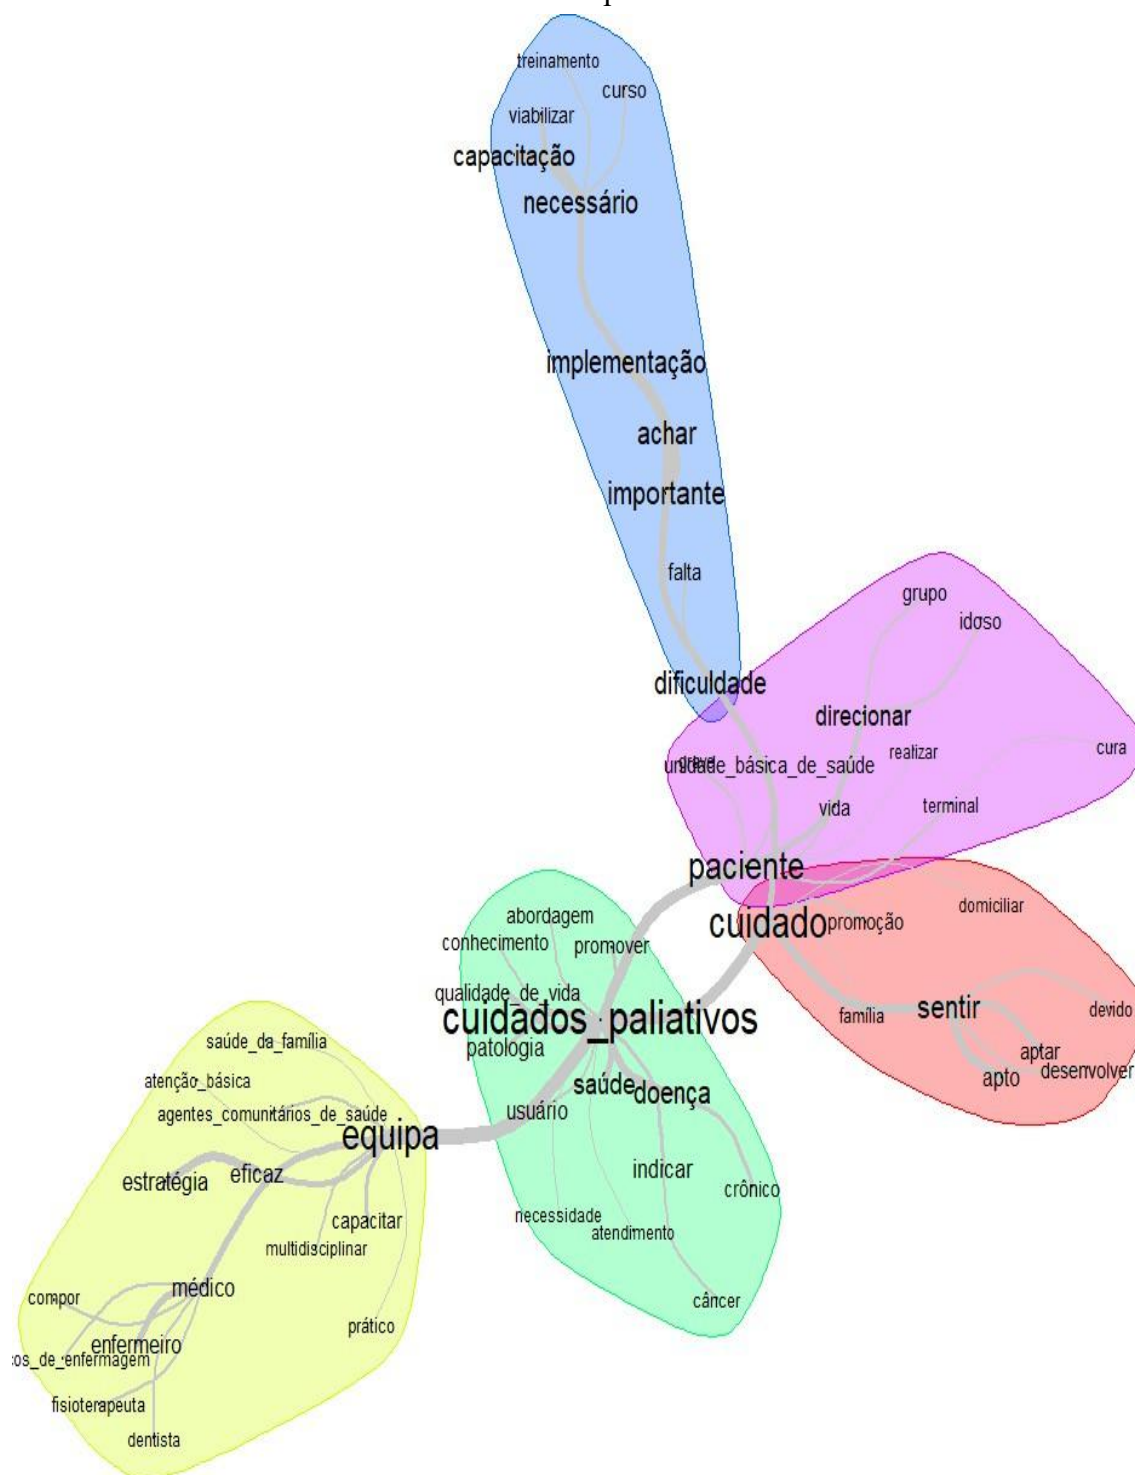 treinamento
curso
viabilizar
capacitação
necessário
implementação
achar
importante
falta
dificuldade
grupo
idoso
direcionar
realizar
cura
unidade_básica_de_saúde
vida
terminal
paciente
domiciliar
cuidado
promoção
sentir
família
devido
aptar
apto
desenvolver
abordagem
conhecimento
promover
qualidade_de_vida
cuidados_paliativos
patologia
saúde
doença
usuário
indicar
crônico
necessidade
atendimento
câncer
saúde_da_família
atenção_básica
agentes_comunitários_de_saúde
equipa
estratégia
eficaz
capacitar
multidisciplinar
médico
compor
prático
enfermeiro
cos_de_enfermagem
fisioterapeuta
dentista